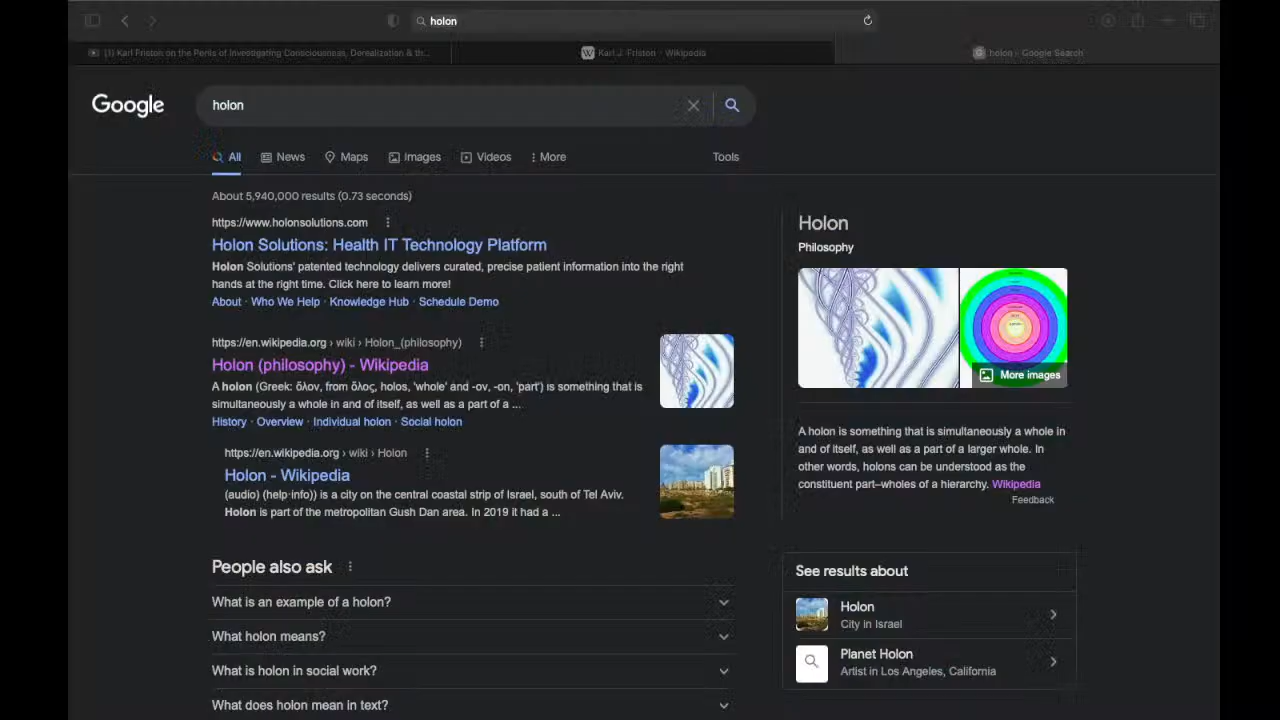 holon
(1) Karl Friston on the Perils of Investigating Consciousness, Derealization & th...
W Karl J. Friston - Wikipedia
G holon - Google Search
Google
holon
All
News
Maps
Images
Videos
More
Tools
About 5,940,000 results (0.73 seconds)
https://www.holonsolutions.com
Holon Solutions: Health IT Technology Platform
Holon Solutions' patented technology delivers curated, precise patient information into the right
hands at the right time. Click here to learn more!
About · Who We Help · Knowledge Hub · Schedule Demo
https://en.wikipedia.org › wiki › Holon_(philosophy)
Holon (philosophy) - Wikipedia
A holon (Greek: ὅλον, from ὅλος, holos, 'whole' and -ον, -on, 'part') is something that is
simultaneously a whole in and of itself, as well as a part of a ...
History · Overview · Individual holon · Social holon
https://en.wikipedia.org › wiki › Holon
Holon - Wikipedia
(audio) (help·info)) is a city on the central coastal strip of Israel, south of Tel Aviv.
Holon is part of the metropolitan Gush Dan area. In 2019 it had a ...
People also ask
What is an example of a holon?
What holon means?
What is holon in social work?
What does holon mean in text?
Holon
Philosophy
More images
A holon is something that is simultaneously a whole in
and of itself, as well as a part of a larger whole. In
other words, holons can be understood as the
constituent part–wholes of a hierarchy. Wikipedia
Feedback
See results about
Holon
City in Israel
Planet Holon
Artist in Los Angeles, California